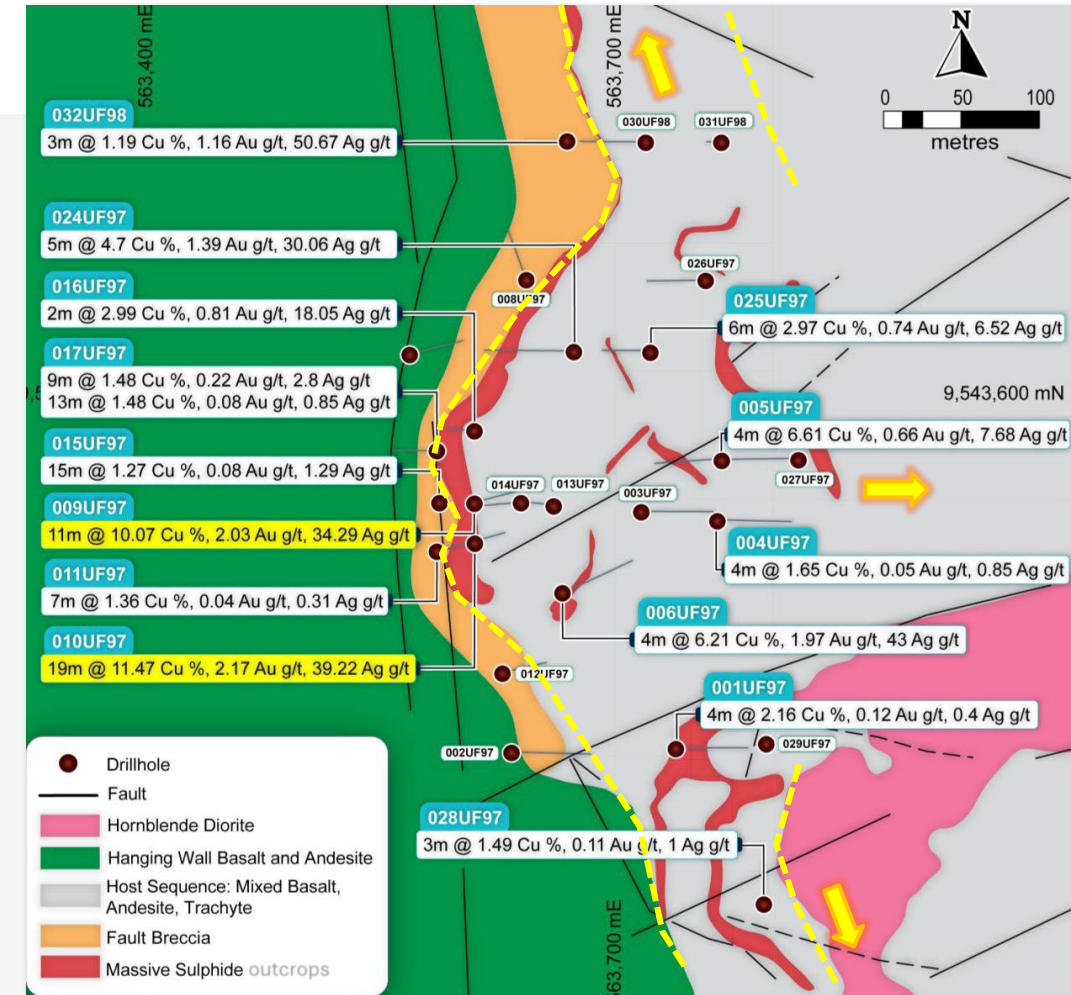 563,400 mE
563,700 mE
N
0 50 100
metres
032UF98
3m @ 1.19 Cu %, 1.16 Au g/t, 50.67 Ag g/t
030UF98
031UF98
024UF97
5m @ 4.7 Cu %, 1.39 Au g/t, 30.06 Ag g/t
026UF97
008UF97
016UF97
2m @ 2.99 Cu %, 0.81 Au g/t, 18.05 Ag g/t
025UF97
6m @ 2.97 Cu %, 0.74 Au g/t, 6.52 Ag g/t
017UF97
9m @ 1.48 Cu %, 0.22 Au g/t, 2.8 Ag g/t
13m @ 1.48 Cu %, 0.08 Au g/t, 0.85 Ag g/t
9,543,600 mN
005UF97
4m @ 6.61 Cu %, 0.66 Au g/t, 7.68 Ag g/t
015UF97
15m @ 1.27 Cu %, 0.08 Au g/t, 1.29 Ag g/t
027UF97
014UF97
013UF97
003UF97
009UF97
11m @ 10.07 Cu %, 2.03 Au g/t, 34.29 Ag g/t
004UF97
4m @ 1.65 Cu %, 0.05 Au g/t, 0.85 Ag g/t
011UF97
7m @ 1.36 Cu %, 0.04 Au g/t, 0.31 Ag g/t
006UF97
4m @ 6.21 Cu %, 1.97 Au g/t, 43 Ag g/t
010UF97
19m @ 11.47 Cu %, 2.17 Au g/t, 39.22 Ag g/t
012UF97
001UF97
4m @ 2.16 Cu %, 0.12 Au g/t, 0.4 Ag g/t
002UF97
029UF97
028UF97
3m @ 1.49 Cu %, 0.11 Au g/t, 1 Ag g/t
563,700 mE
Drillhole
Fault
Hornblende Diorite
Hanging Wall Basalt and Andesite
Host Sequence: Mixed Basalt,
Andesite, Trachyte
Fault Breccia
Massive Sulphide outcrops